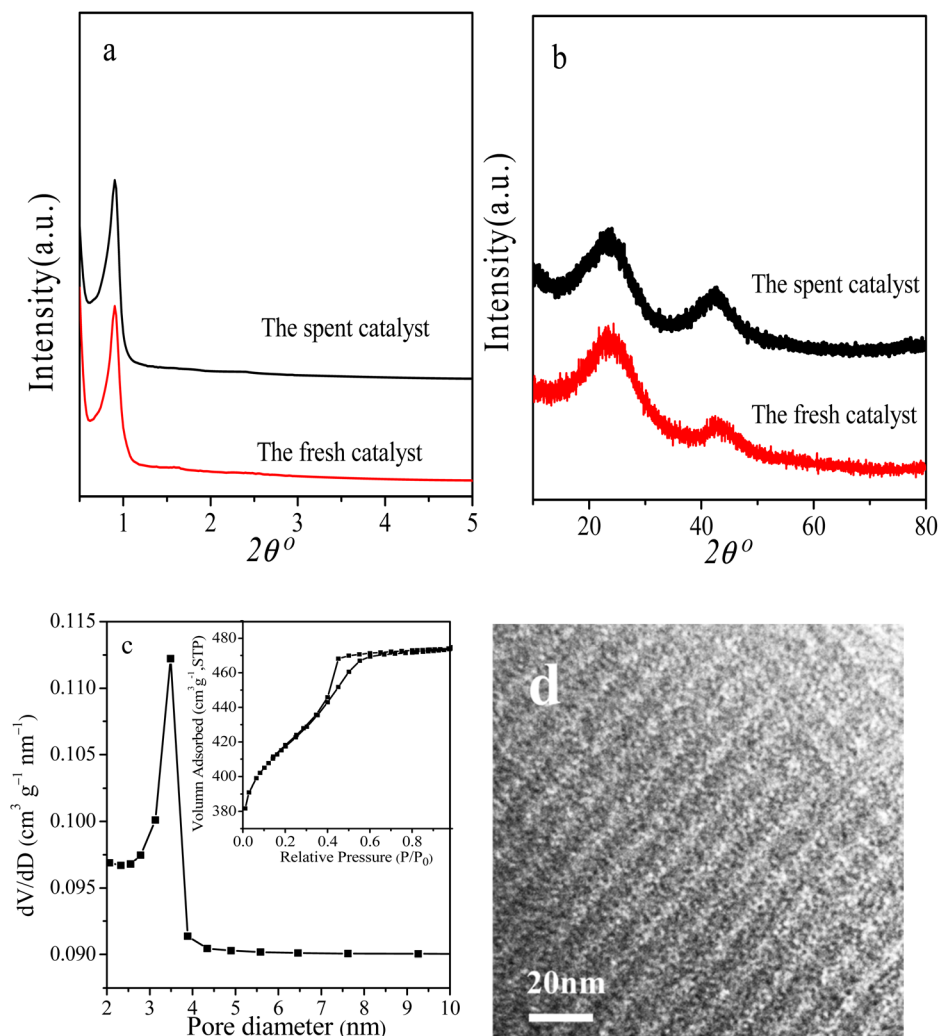 a
Intensity(a.u.)
The spent catalyst
The fresh catalyst
1 2 3 4 5
2θ°
b
Intensity(a.u.)
The spent catalyst
The fresh catalyst
20 40 60 80
2θ°
c
0.115
0.110
0.105
0.100
0.095
0.090
dV/dD (cm³ g⁻¹ nm⁻¹)
2 3 4 5 6 7 8 9 10
Pore diameter (nm)
480
460
440
420
400
380
Volumn Adsorbed (cm³ g⁻¹,STP)
0.0 0.2 0.4 0.6 0.8
Relative Pressure (P/P₀)
d
20nm